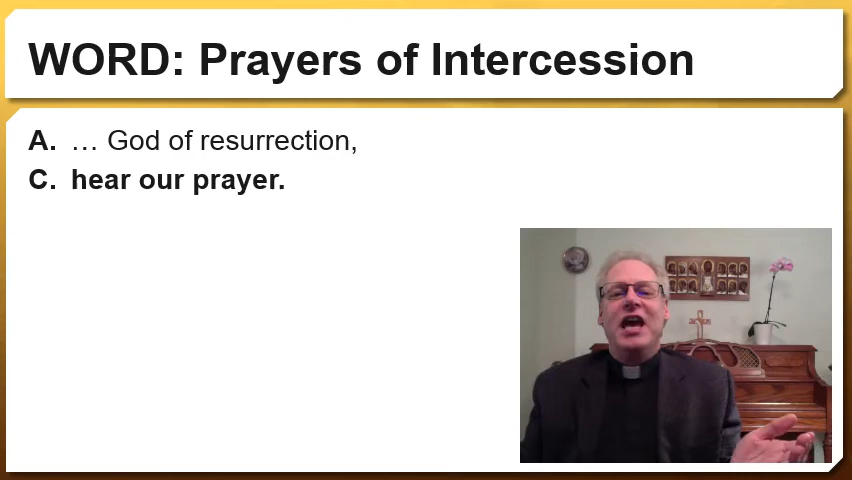 WORD: Prayers of Intercession
A. … God of resurrection,
C. hear our prayer.